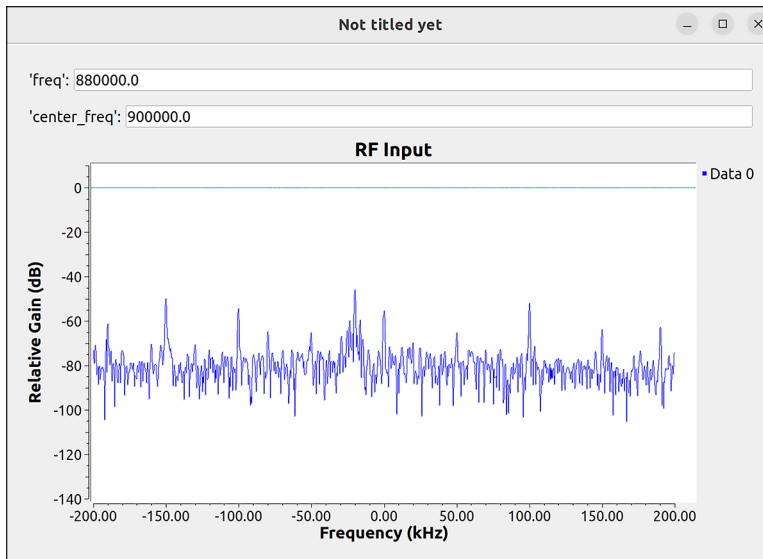 Not titled yet
'freq': 880000.0
'center_freq': 900000.0
RF Input
Data 0
0
-20
-40
-60
-80
-100
-120
-140
Relative Gain (dB)
-200.00 -150.00 -100.00 -50.00 0.00 50.00 100.00 150.00 200.00
Frequency (kHz)